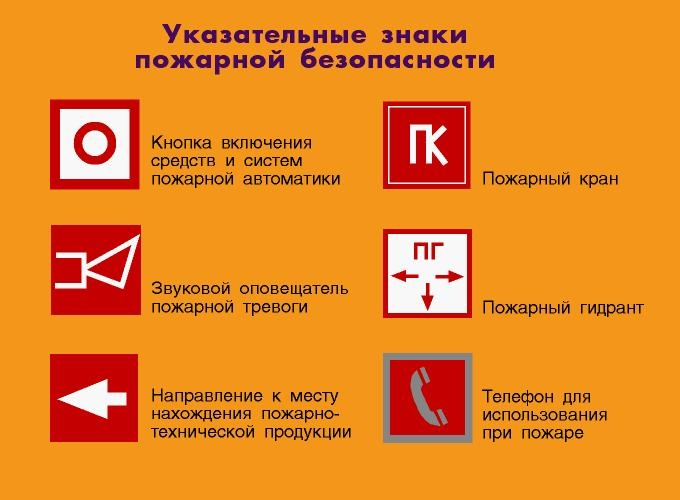 Указательные знаки
пожарной безопасности
Кнопка включения
средств и систем
пожарной автоматики
ПК
Пожарный кран
Звуковой оповещатель
пожарной тревоги
ПГ
Пожарный гидрант
Направление к месту
нахождения пожарно-
технической продукции
Телефон для
использования
при пожаре